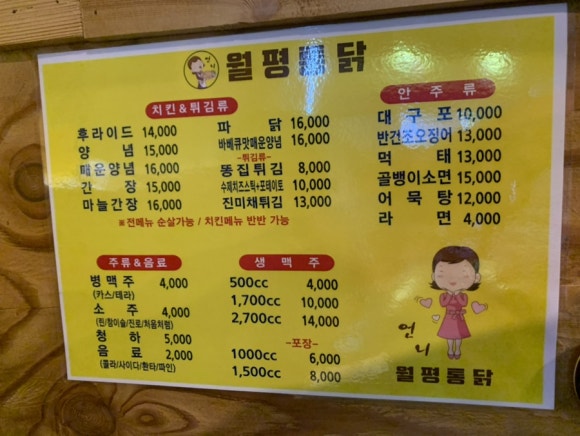 언니
월평통닭
치킨&튀김류
후라이드 14,000
양념 15,000
매운양념 16,000
간장 15,000
마늘간장 16,000
파닭 16,000
바베큐맛매운양념 16,000
-튀김류-
똥집튀김 8,000
수제치즈스틱+포테이토 10,000
진미채튀김 13,000
※전메뉴 순살가능 / 치킨메뉴 반반 가능
안주류
대구포 10,000
반건조오징어 13,000
먹태 13,000
골뱅이소면 15,000
어묵탕 12,000
라면 4,000
주류&음료
병맥주 4,000
(카스/테라)
소주 4,000
(린/참이슬/진로/처음처럼)
청하 5,000
음료 2,000
(콜라/사이다/환타/파인)
생맥주
500cc 4,000
1,700cc 10,000
2,700cc 14,000
-포장-
1000cc 6,000
1,500cc 8,000
언니
월평통닭